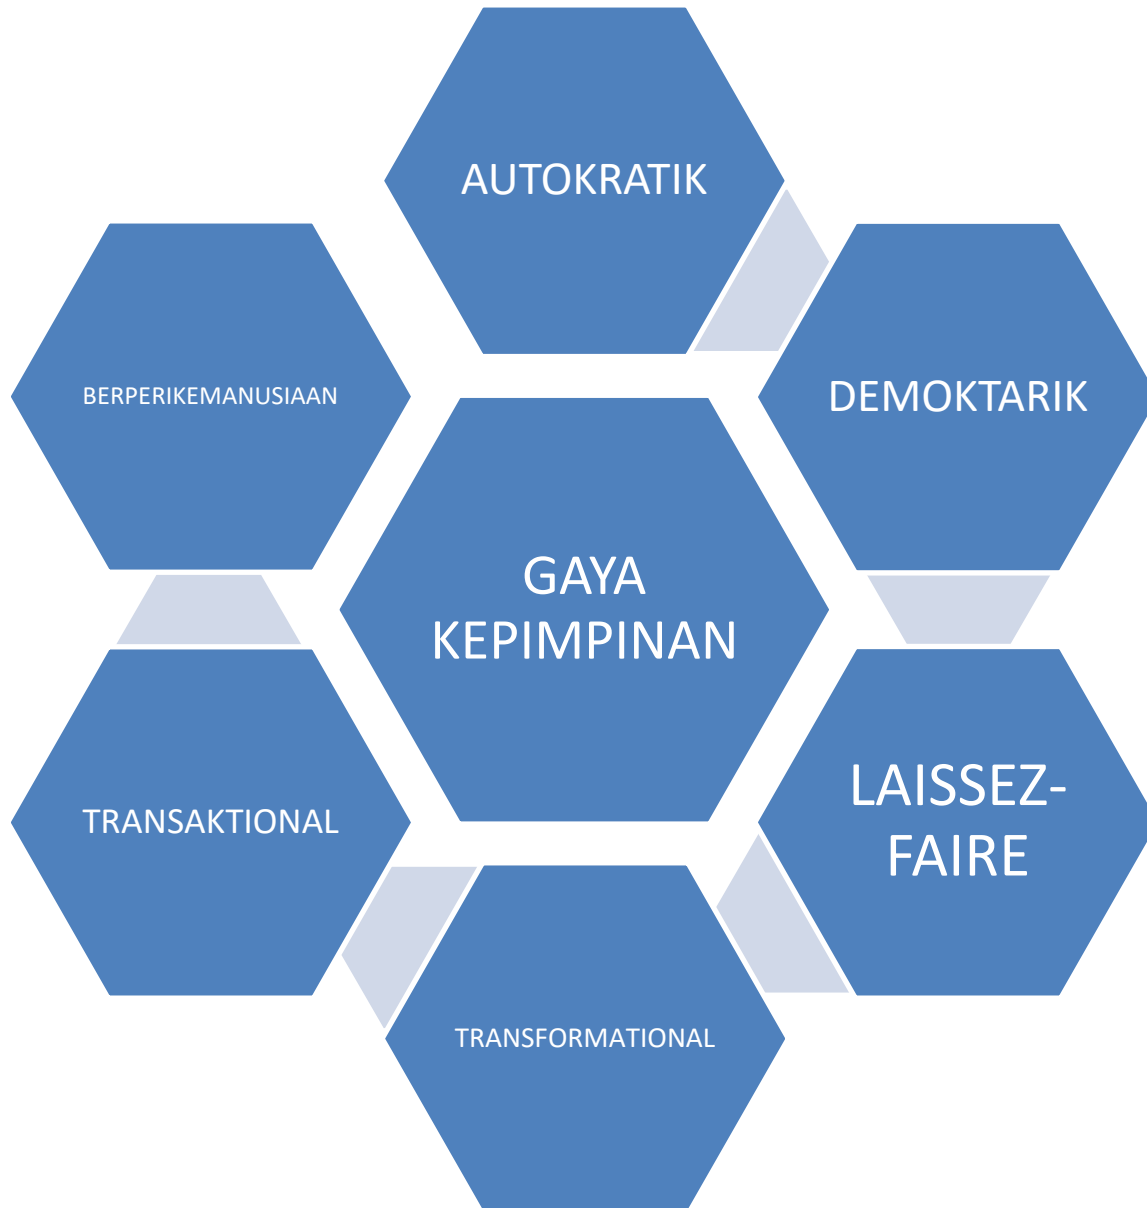 AUTOKRATIK
DEMOKTARIK
BERPERIKEMANUSIAAN
GAYA
KEPIMPINAN
LAISSEZ-
FAIRE
TRANSAKTIONAL
TRANSFORMATIONAL